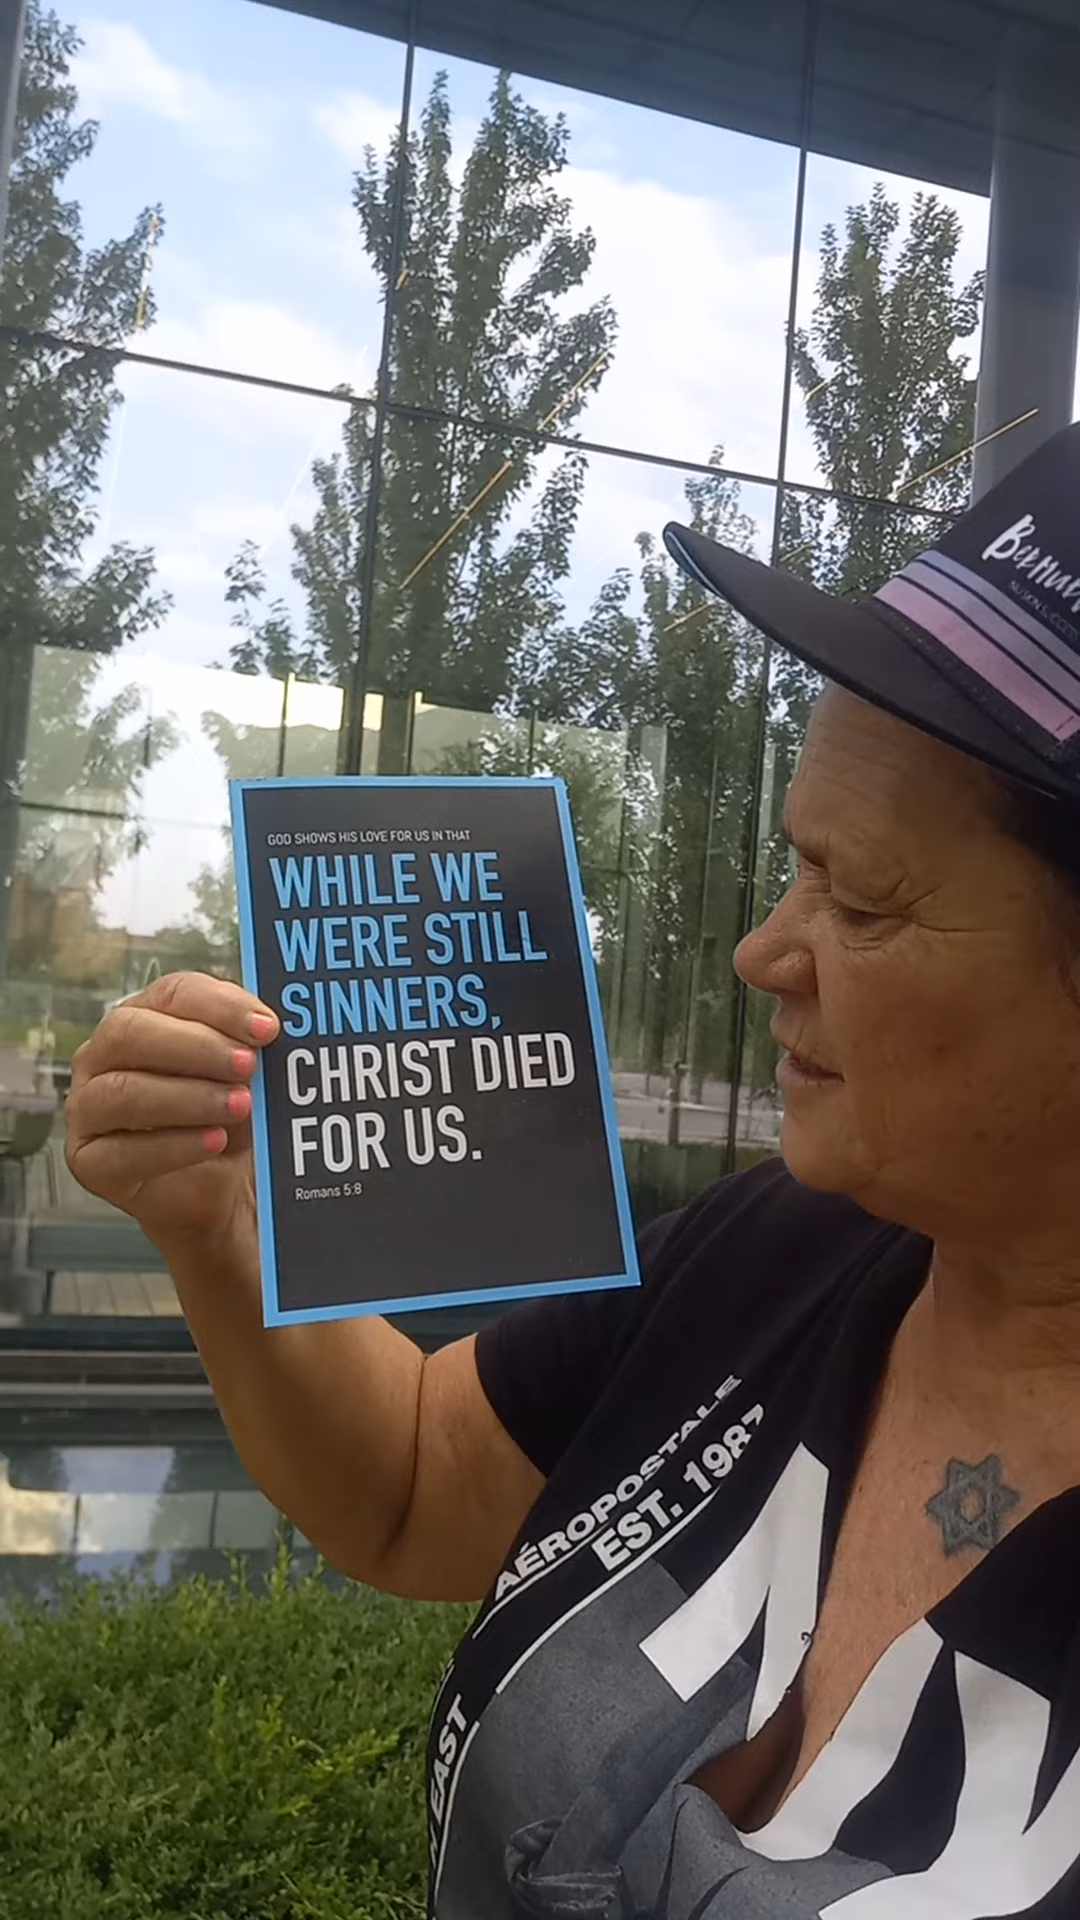 GOD SHOWS HIS LOVE FOR US IN THAT
WHILE WE
WERE STILL
SINNERS,
CHRIST DIED
FOR US.
Romans 5:8
AÉROPOSTALE
EST. 1987
EAST